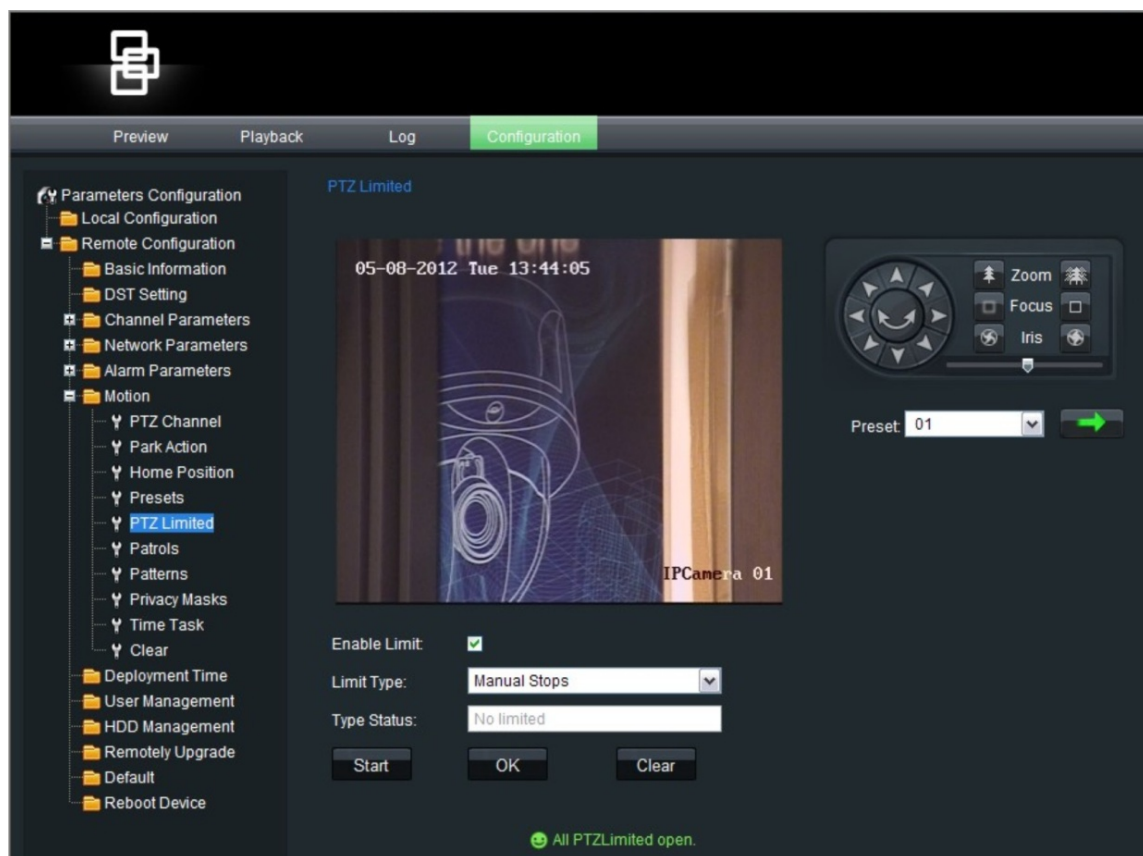 Preview Playback Log Configuration
Parameters Configuration
Local Configuration
Remote Configuration
Basic Information
DST Setting
Channel Parameters
Network Parameters
Alarm Parameters
Motion
PTZ Channel
Park Action
Home Position
Presets
PTZ Limited
Patrols
Patterns
Privacy Masks
Time Task
Clear
Deployment Time
User Management
HDD Management
Remotely Upgrade
Default
Reboot Device
PTZ Limited
the one
05-08-2012 Tue 13:44:05
IPCamera 01
Zoom
Focus
Iris
Preset: 01
Enable Limit:
Limit Type: Manual Stops
Type Status: No limited
Start OK Clear
All PTZLimited open.